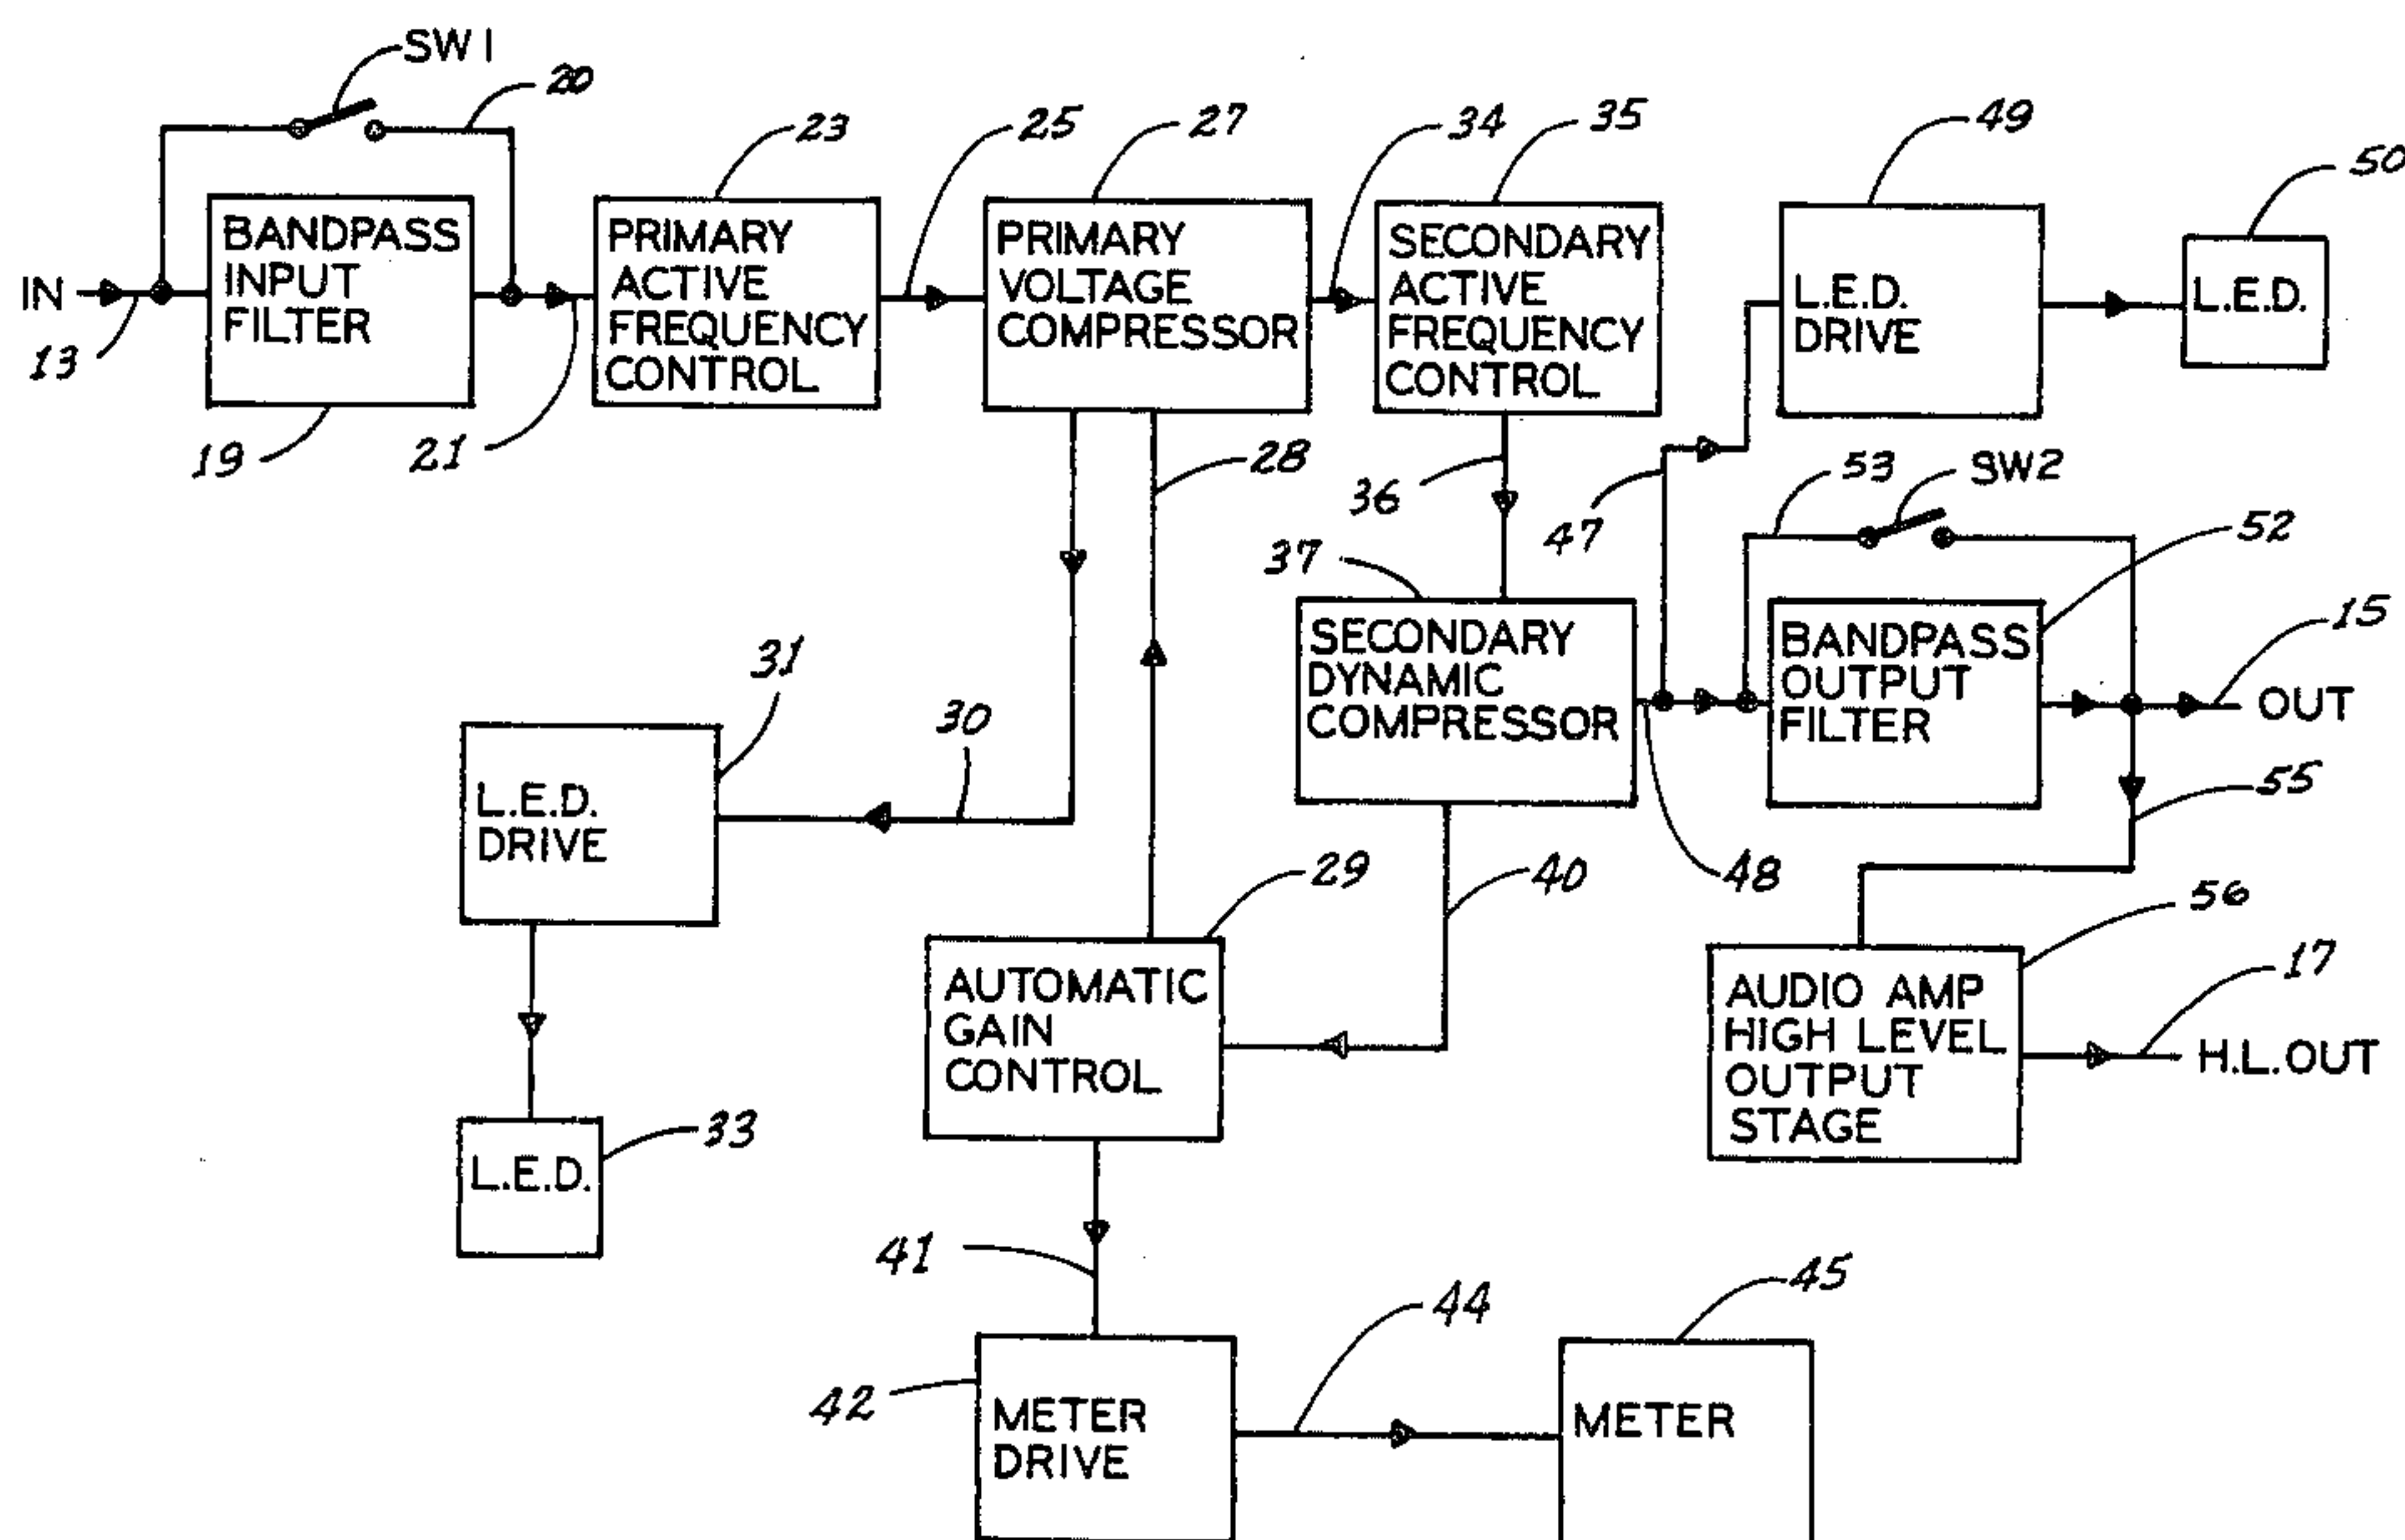 SW1
20
23
25
27
34
35
49
50
BANDPASS
INPUT
FILTER
PRIMARY
ACTIVE
FREQUENCY
CONTROL
PRIMARY
VOLTAGE
COMPRESSOR
SECONDARY
ACTIVE
FREQUENCY
CONTROL
L.E.D.
DRIVE
L.E.D.
IN
13
19
21
28
36
47
53
SW2
52
37
SECONDARY
DYNAMIC
COMPRESSOR
BANDPASS
OUTPUT
FILTER
15
OUT
31
30
L.E.D.
DRIVE
29
40
48
55
56
AUTOMATIC
GAIN
CONTROL
AUDIO AMP
HIGH LEVEL
OUTPUT
STAGE
17
H.L.OUT
33
L.E.D.
41
44
45
42
METER
DRIVE
METER